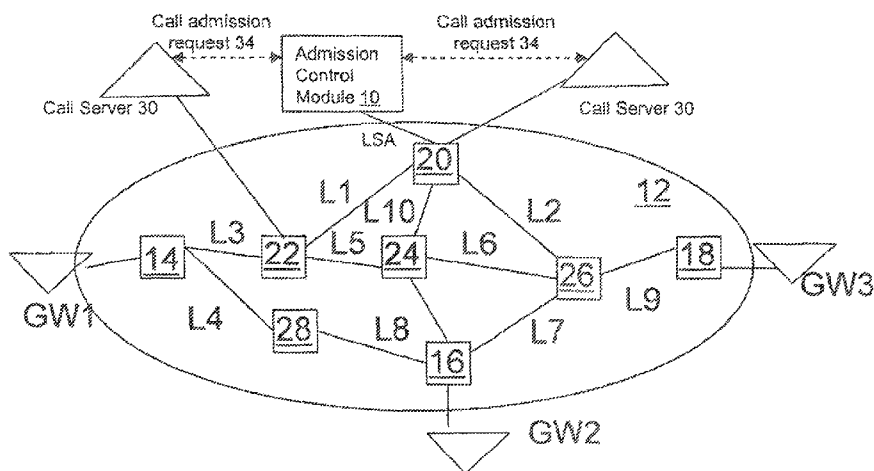 Call admission
request 34
Call admission
request 34
Admission
Control
Module 10
Call Server 30
Call Server 30
LSA
20
12
L1
L10
L2
L3
L5
L6
14
22
24
26
18
GW1
GW3
L4
L8
L7
L9
28
16
GW2